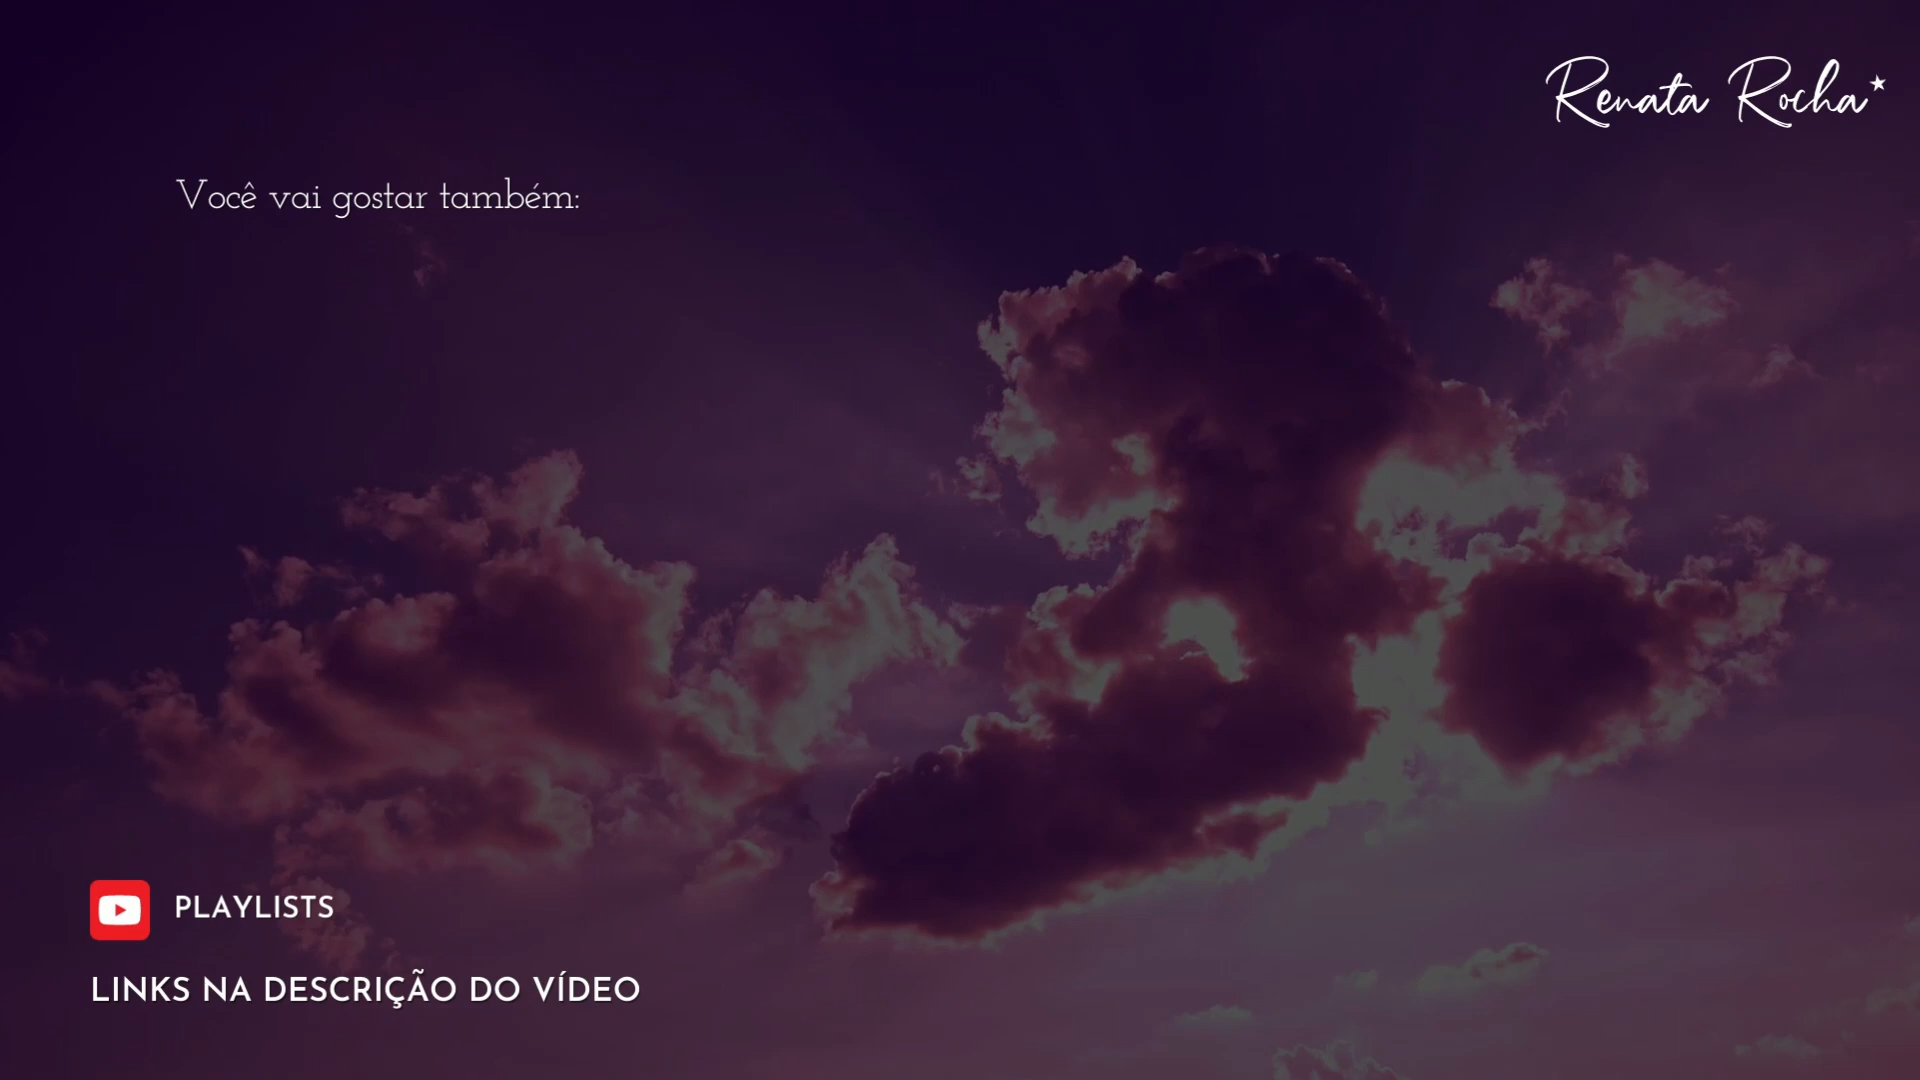 Renata Rocha
Você vai gostar também:
PLAYLISTS
LINKS NA DESCRIÇÃO DO VÍDEO